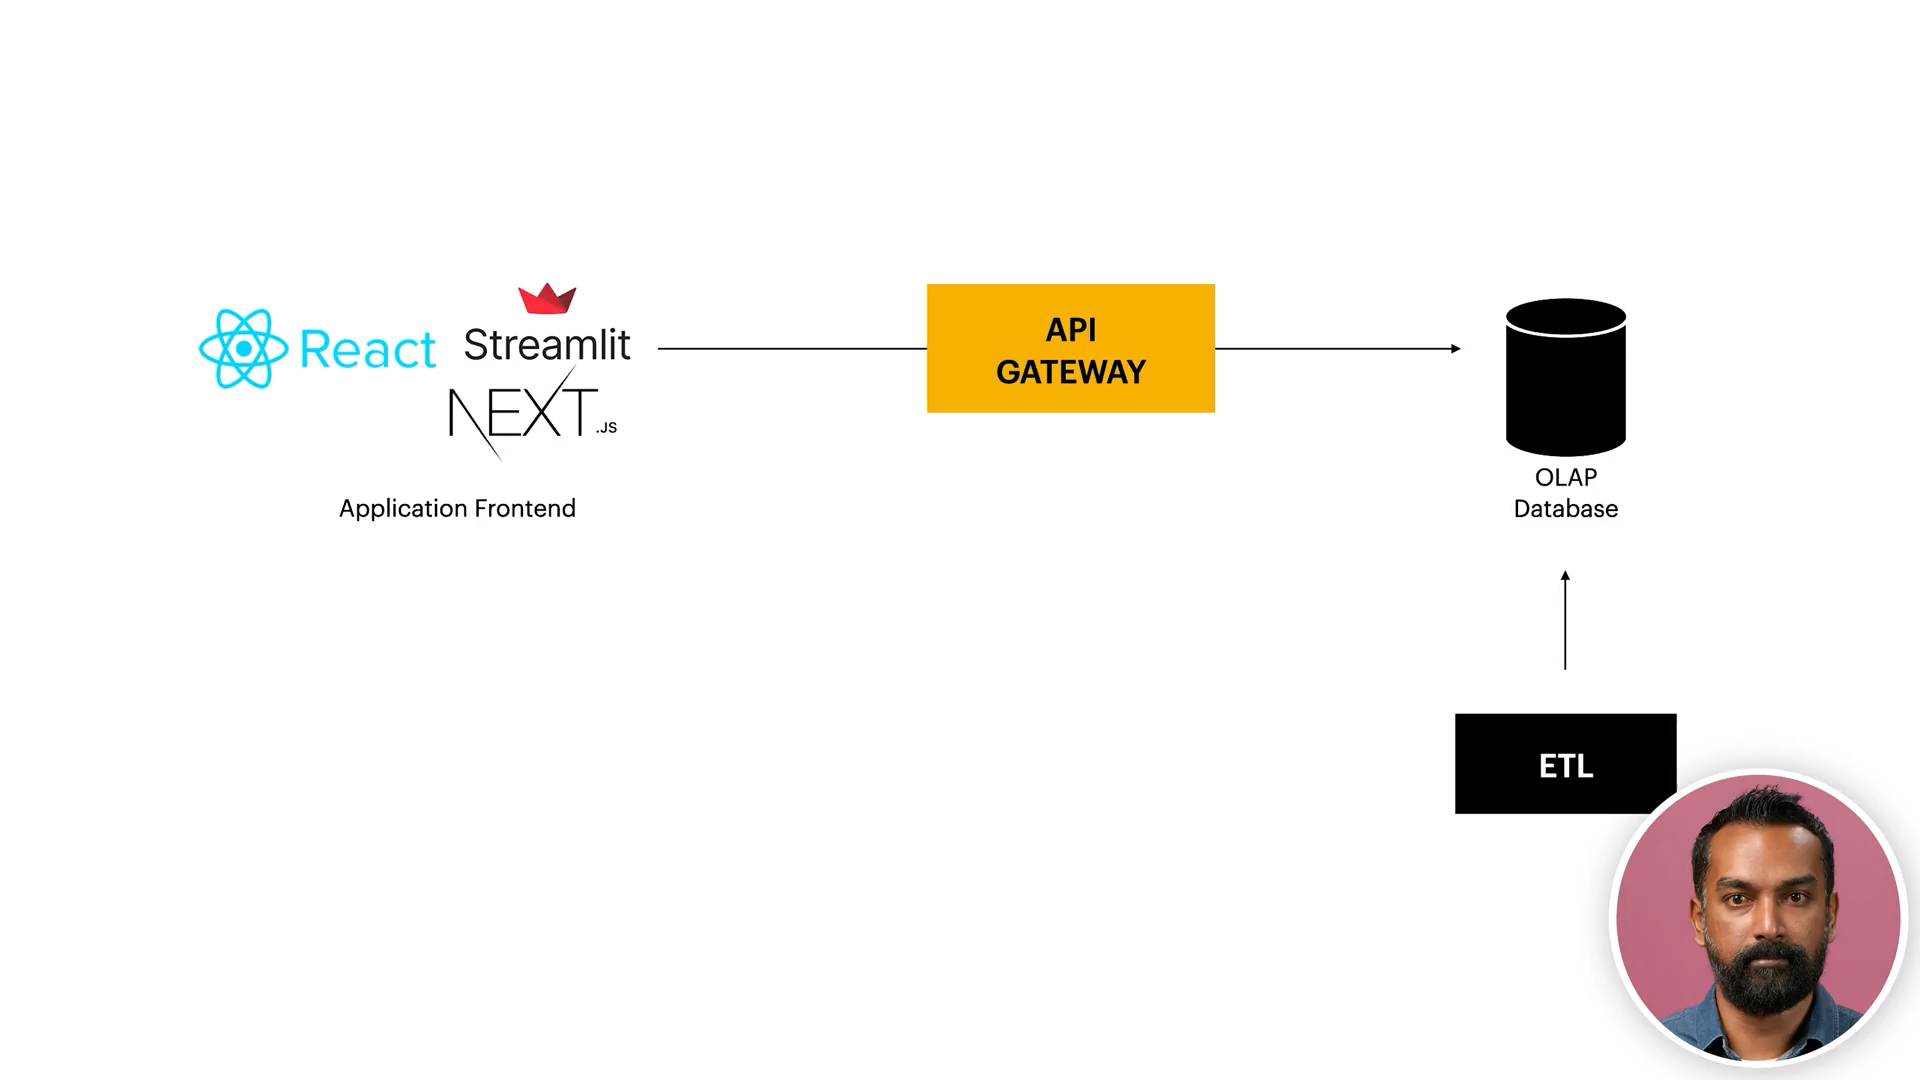 React
Streamlit
NEXT.JS
Application Frontend
API
GATEWAY
OLAP
Database
ETL